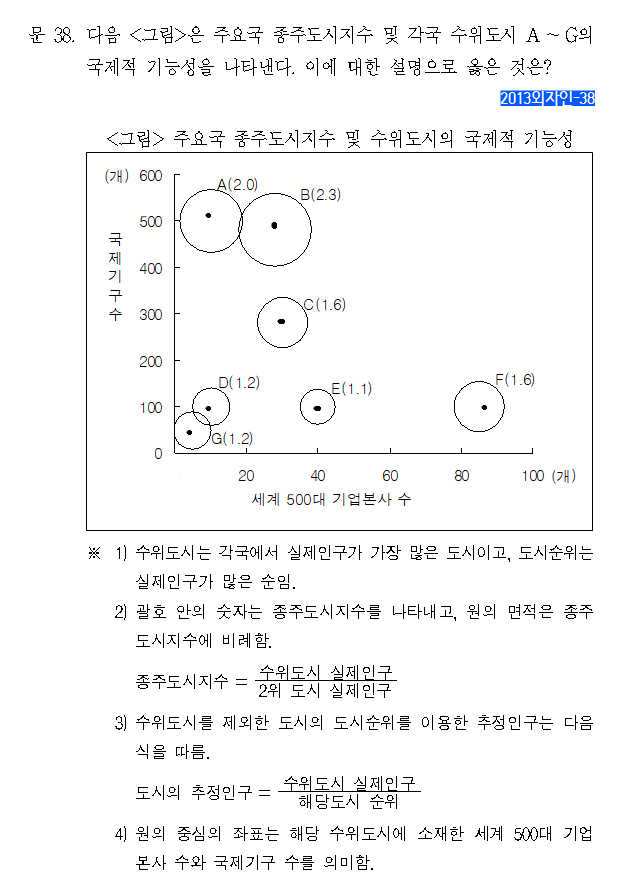 문 38. 다음 <그림>은 주요국 종주도시지수 및 각국 수위도시 A ~ G의
국제적 기능성을 나타낸다. 이에 대한 설명으로 옳은 것은?
2013외자인-38
<그림> 주요국 종주도시지수 및 수위도시의 국제적 기능성
(개)
국제기구수
600
500
400
300
200
100
0
A(2.0)
B(2.3)
C(1.6)
D(1.2)
E(1.1)
F(1.6)
G(1.2)
20 40 60 80 100 (개)
세계 500대 기업본사 수
※ 1) 수위도시는 각국에서 실제인구가 가장 많은 도시이고, 도시순위는
실제인구가 많은 순임.
2) 괄호 안의 숫자는 종주도시지수를 나타내고, 원의 면적은 종주
도시지수에 비례함.
종주도시지수 = 수위도시 실제인구
2위 도시 실제인구
3) 수위도시를 제외한 도시의 도시순위를 이용한 추정인구는 다음
식을 따름.
도시의 추정인구 = 수위도시 실제인구
해당도시 순위
4) 원의 중심의 좌표는 해당 수위도시에 소재한 세계 500대 기업
본사 수와 국제기구 수를 의미함.